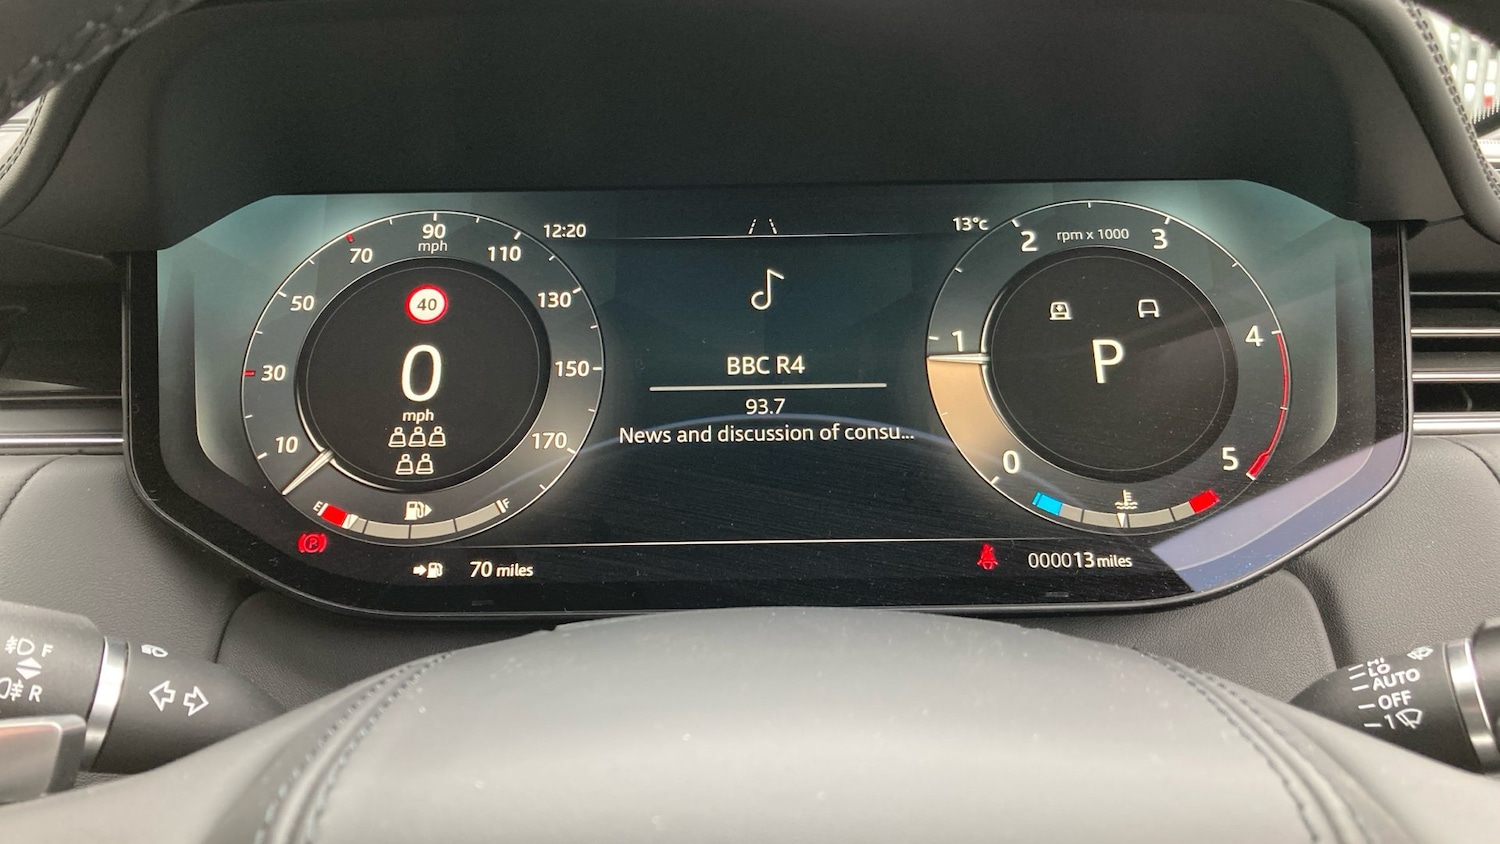 12:20
13°c
90
mph
70
110
50
130
40
30
0
150
mph
10
170
E
F
P
70 miles
BBC R4
93.7
News and discussion of consu...
2
rpm x 1000
3
1
4
P
0
5
000013 miles
F
R
HI
LO
AUTO
OFF
1